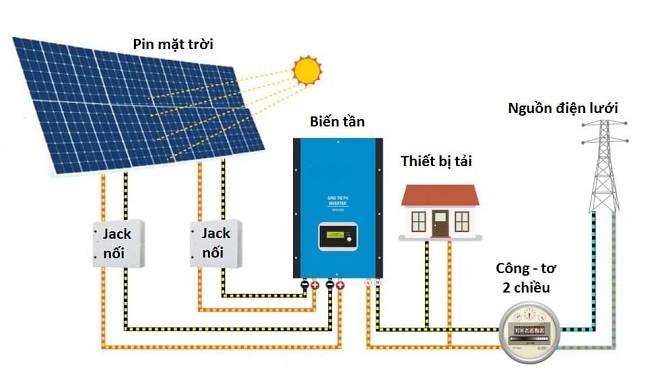 Pin mặt trời
Nguồn điện lưới
Biến tần
Thiết bị tải
GRID TIE PV
INVERTER
Jack
nối
Jack
nối
Công - tơ
2 chiều